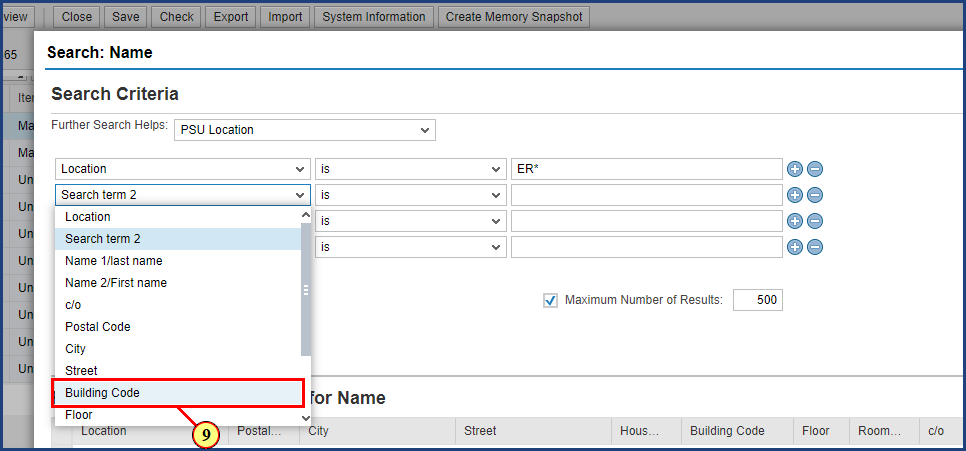 view Close Save Check Export Import System Information Create Memory Snapshot
65
Search: Name
Search Criteria
Further Search Helps: PSU Location
Location is ER*
Search term 2 is
is
is
Location
Search term 2
Name 1/last name
Name 2/First name
c/o
Postal Code
City
Street
Building Code
Floor
Maximum Number of Results: 500
Ite
Ma
Ma
Un
Un
Un
Un
Un
Un
Un
Un
for Name
Location Postal... City Street Hous... Building Code Floor Room... c/o
9